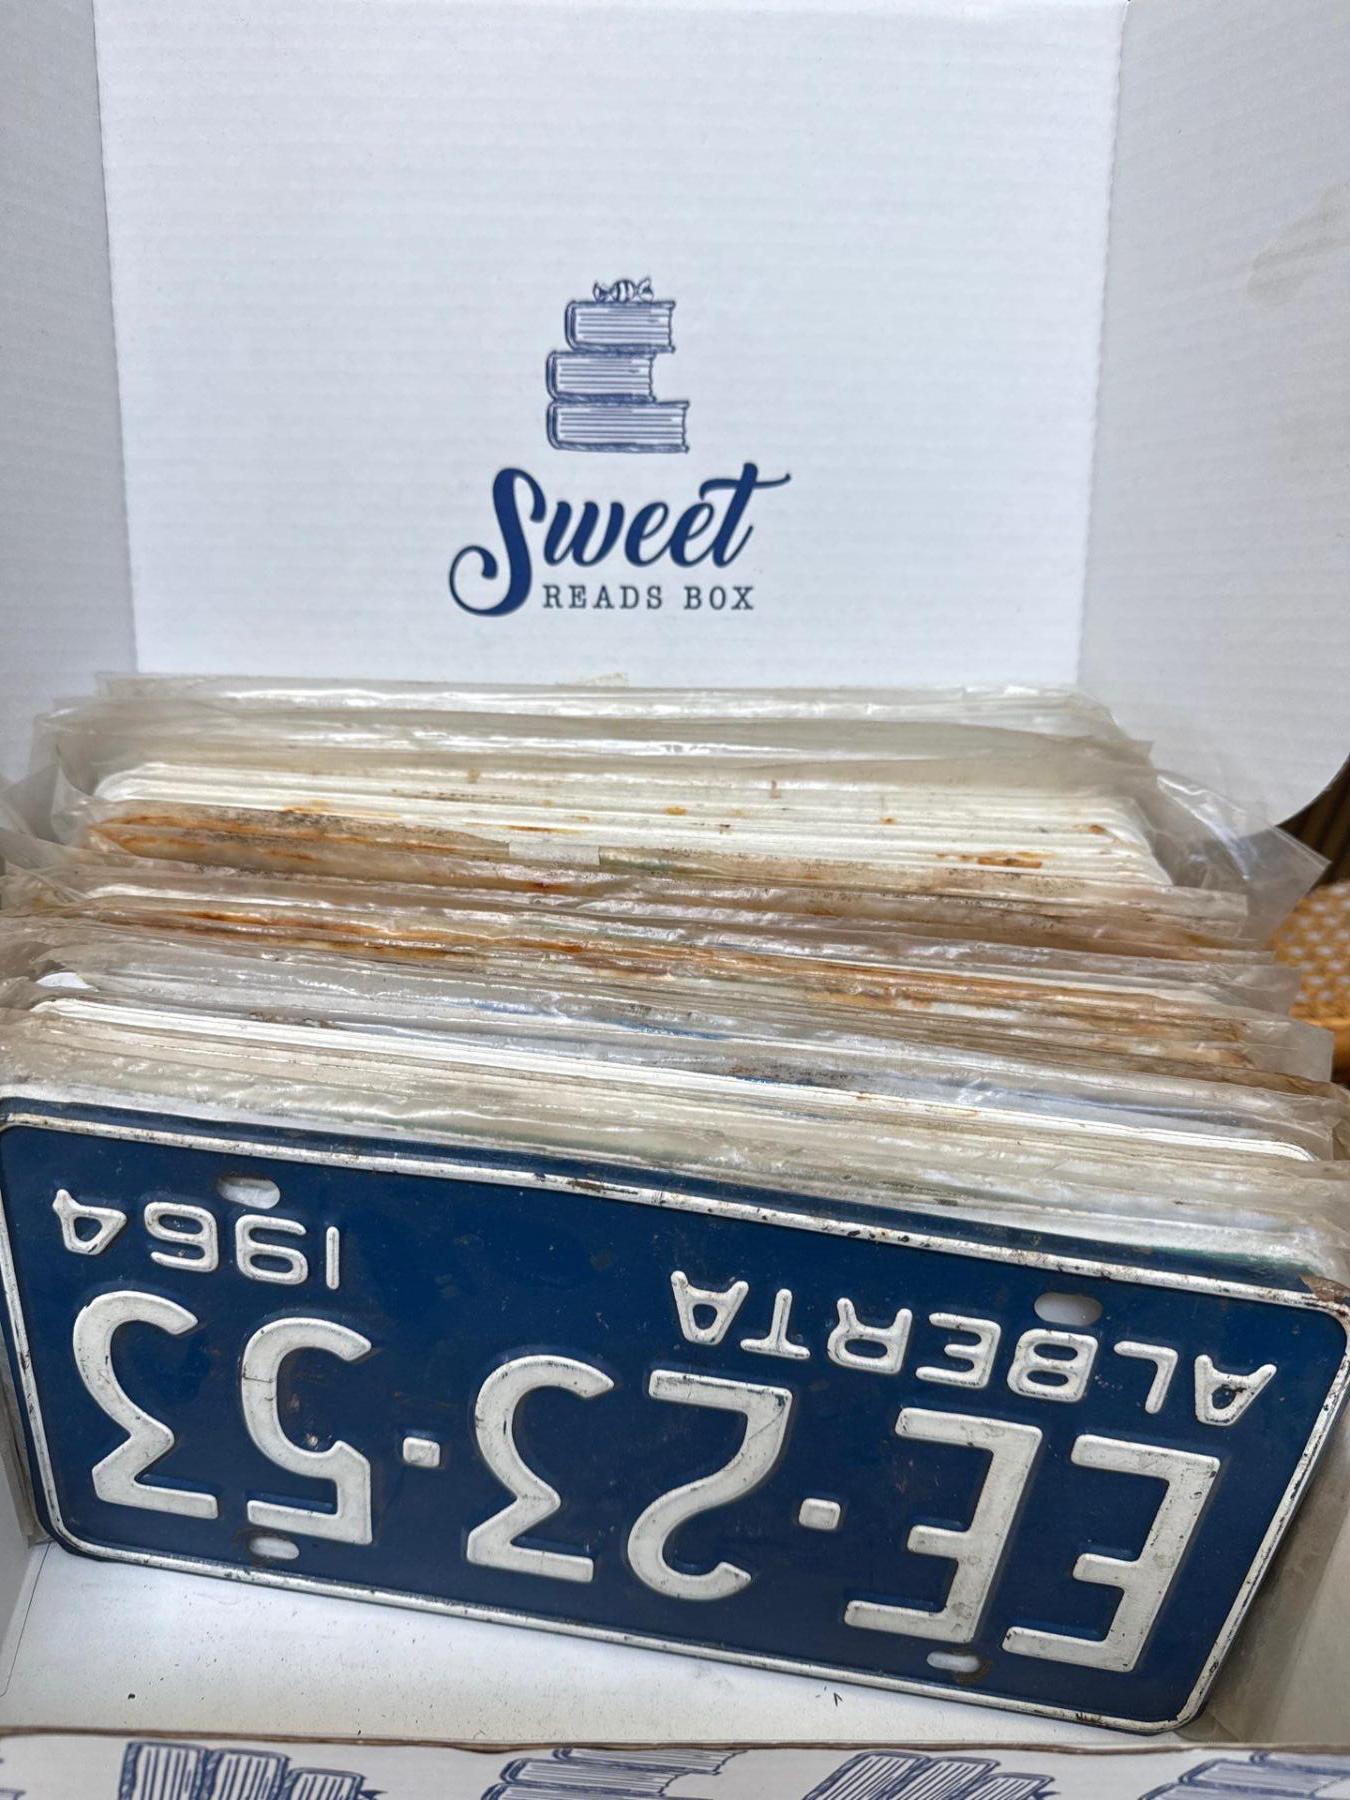 Sweet
READS BOX
EE·23·53
ALBERTA 1964